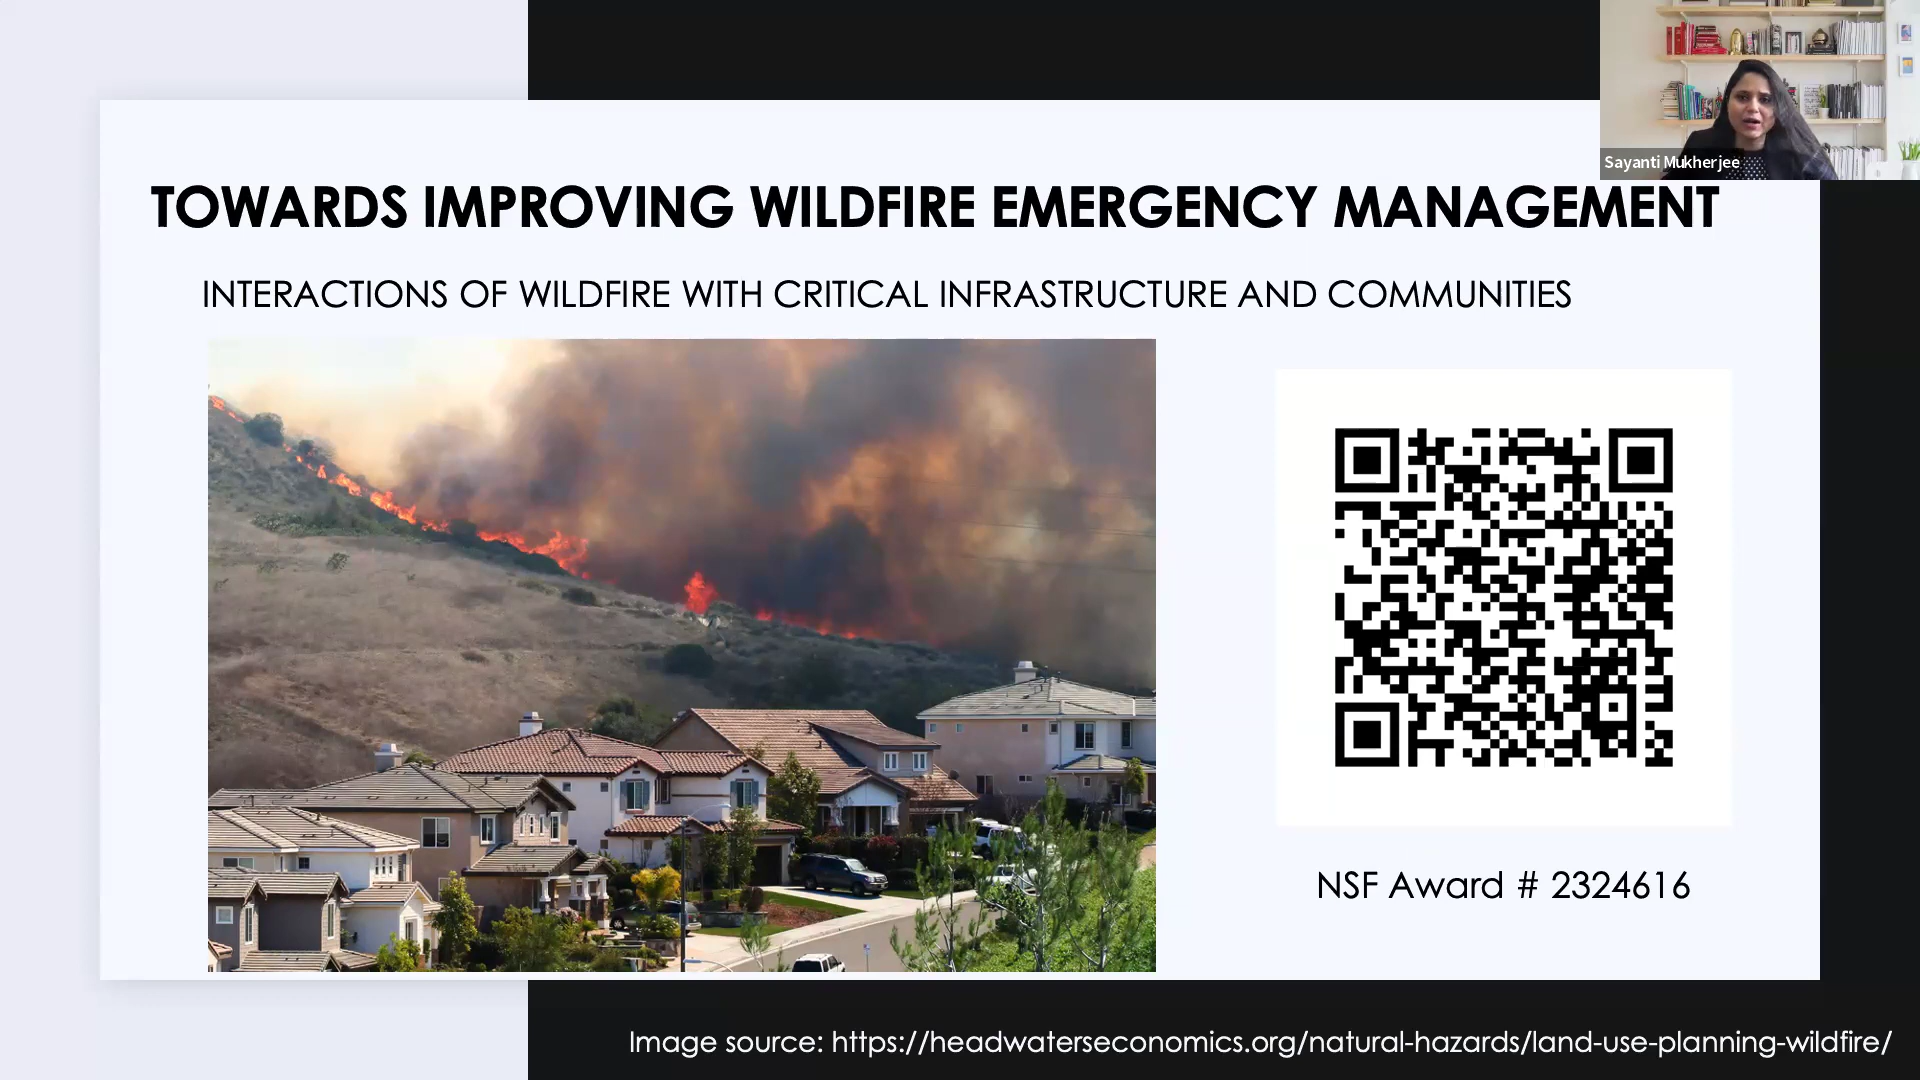 Sayanti Mukherjee
TOWARDS IMPROVING WILDFIRE EMERGENCY MANAGEMENT
INTERACTIONS OF WILDFIRE WITH CRITICAL INFRASTRUCTURE AND COMMUNITIES
NSF Award # 2324616
Image source: https://headwaterseconomics.org/natural-hazards/land-use-planning-wildfire/